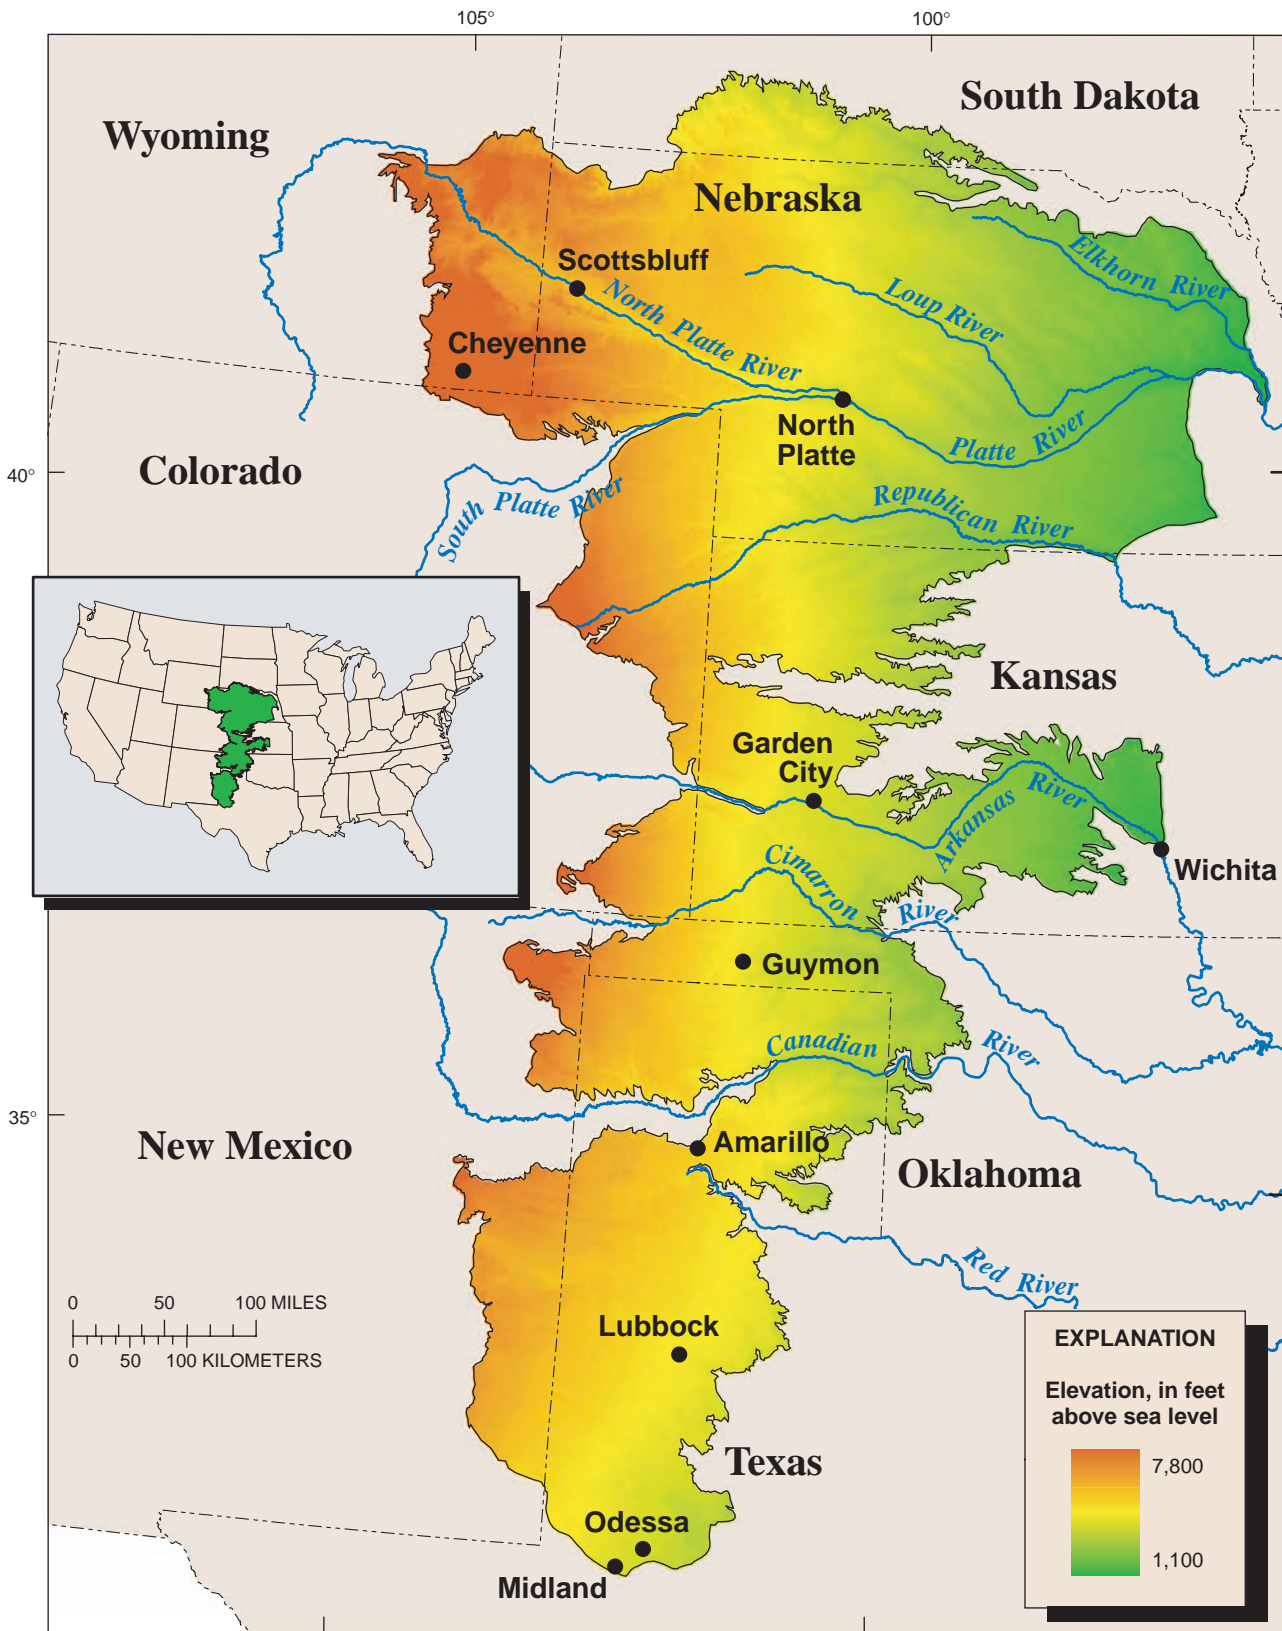 105°
100°
South Dakota
Wyoming
Nebraska
Elkhorn River
Scottsbluff
North Platte River
Loup River
Cheyenne
North
Platte
Platte River
Colorado
40°
South Platte River
Republican River
Kansas
Garden
City
Arkansas River
Wichita
Cimarron River
Guymon
Canadian River
35°
New Mexico
Amarillo
Oklahoma
Red River
0 50 100 MILES
0 50 100 KILOMETERS
Lubbock
Texas
Odessa
Midland
EXPLANATION
Elevation, in feet
above sea level
7,800
1,100